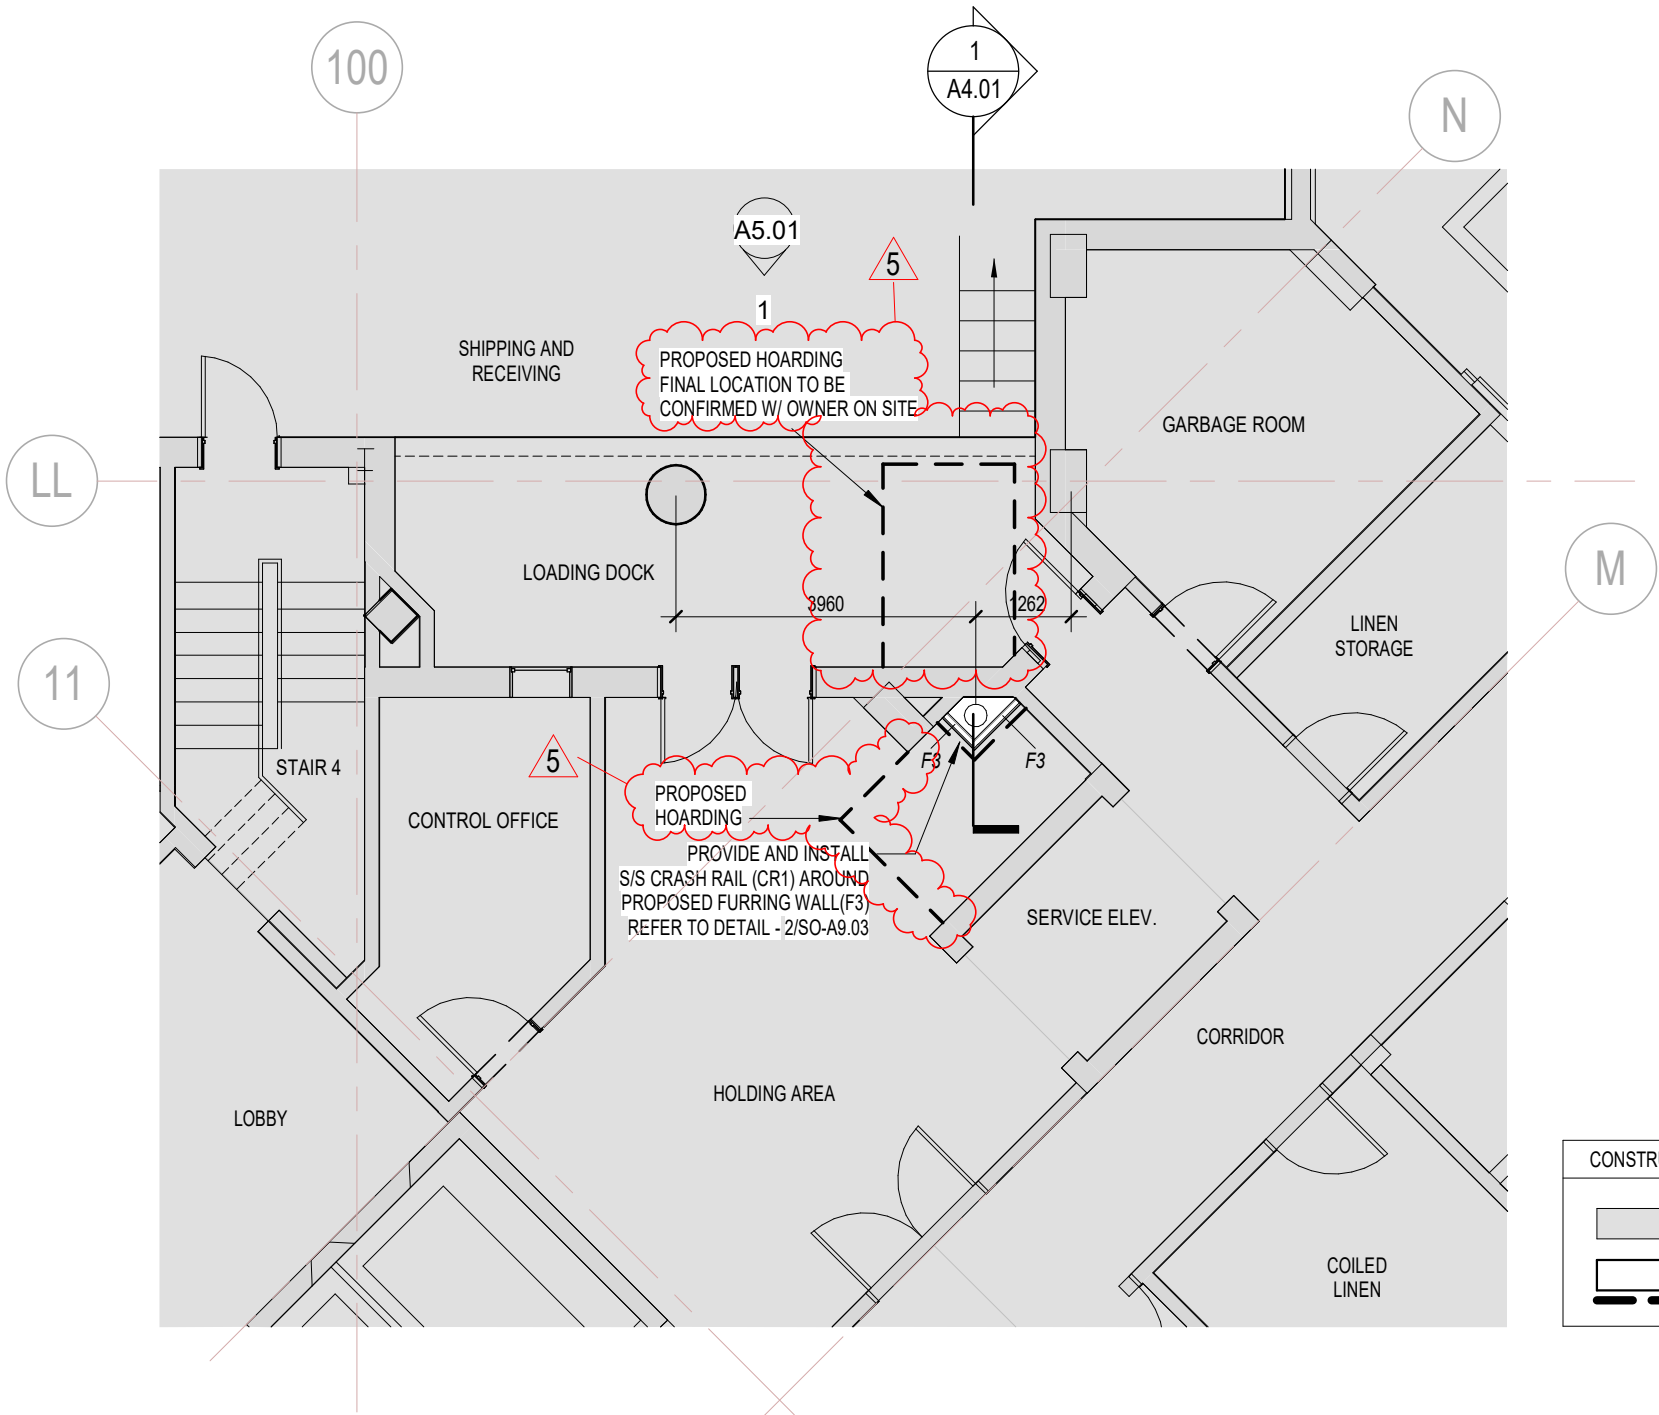 100
1
A4.01
N
A5.01
1
5
SHIPPING AND
RECEIVING
PROPOSED HOARDING
FINAL LOCATION TO BE
CONFIRMED W/ OWNER ON SITE
GARBAGE ROOM
LL
LOADING DOCK
M
3960
1262
LINEN
STORAGE
11
STAIR 4
5
F3
F3
PROPOSED
HOARDING
CONTROL OFFICE
PROVIDE AND INSTALL
S/S CRASH RAIL (CR1) AROUND
PROPOSED FURRING WALL(F3)
REFER TO DETAIL - 2/SO-A9.03
SERVICE ELEV.
CORRIDOR
HOLDING AREA
LOBBY
COILED
LINEN